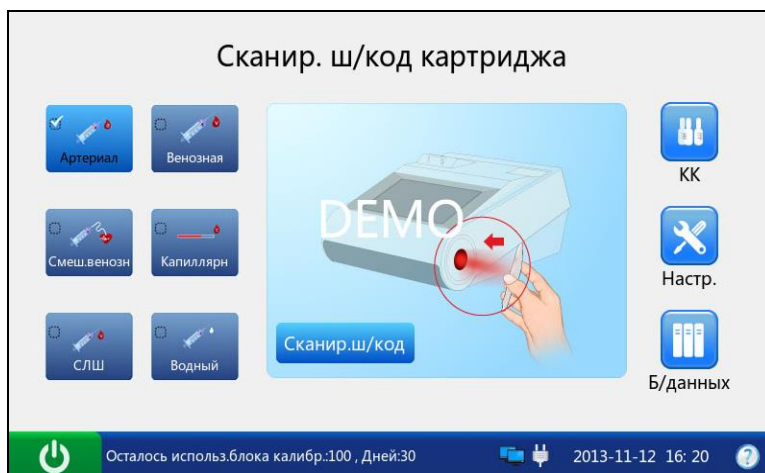 Сканир. ш/код картриджа
Артериал
Венозная
DEMO
КК
Смеш.венозн
Капиллярн
Настр.
СЛШ
Водный
Сканир.ш/код
Б/данных
Осталось использ.блока калибр.:100 , Дней:30
2013-11-12 16: 20
?